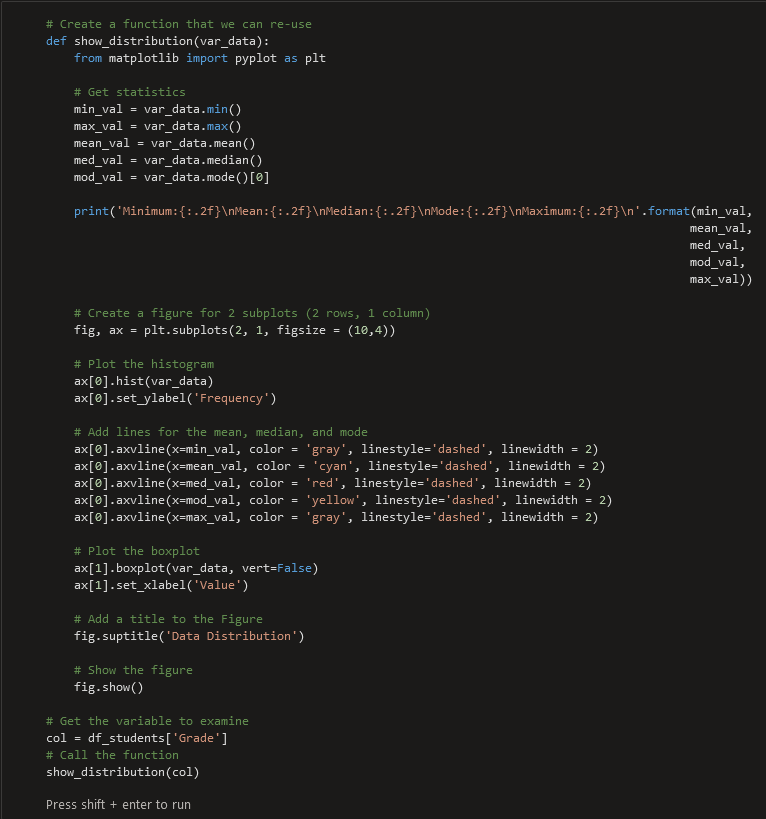 # Create a function that we can re-use
def show_distribution(var_data):
    from matplotlib import pyplot as plt

    # Get statistics
    min_val = var_data.min()
    max_val = var_data.max()
    mean_val = var_data.mean()
    med_val = var_data.median()
    mod_val = var_data.mode()[0]

    print('Minimum:{:.2f}\nMean:{:.2f}\nMedian:{:.2f}\nMode:{:.2f}\nMaximum:{:.2f}\n'.format(min_val,
                                                                                            mean_val,
                                                                                            med_val,
                                                                                            mod_val,
                                                                                            max_val))

    # Create a figure for 2 subplots (2 rows, 1 column)
    fig, ax = plt.subplots(2, 1, figsize = (10,4))

    # Plot the histogram
    ax[0].hist(var_data)
    ax[0].set_ylabel('Frequency')

    # Add lines for the mean, median, and mode
    ax[0].axvline(x=min_val, color = 'gray', linestyle='dashed', linewidth = 2)
    ax[0].axvline(x=mean_val, color = 'cyan', linestyle='dashed', linewidth = 2)
    ax[0].axvline(x=med_val, color = 'red', linestyle='dashed', linewidth = 2)
    ax[0].axvline(x=mod_val, color = 'yellow', linestyle='dashed', linewidth = 2)
    ax[0].axvline(x=max_val, color = 'gray', linestyle='dashed', linewidth = 2)

    # Plot the boxplot
    ax[1].boxplot(var_data, vert=False)
    ax[1].set_xlabel('Value')

    # Add a title to the Figure
    fig.suptitle('Data Distribution')

    # Show the figure
    fig.show()

# Get the variable to examine
col = df_students['Grade']
# Call the function
show_distribution(col)

Press shift + enter to run